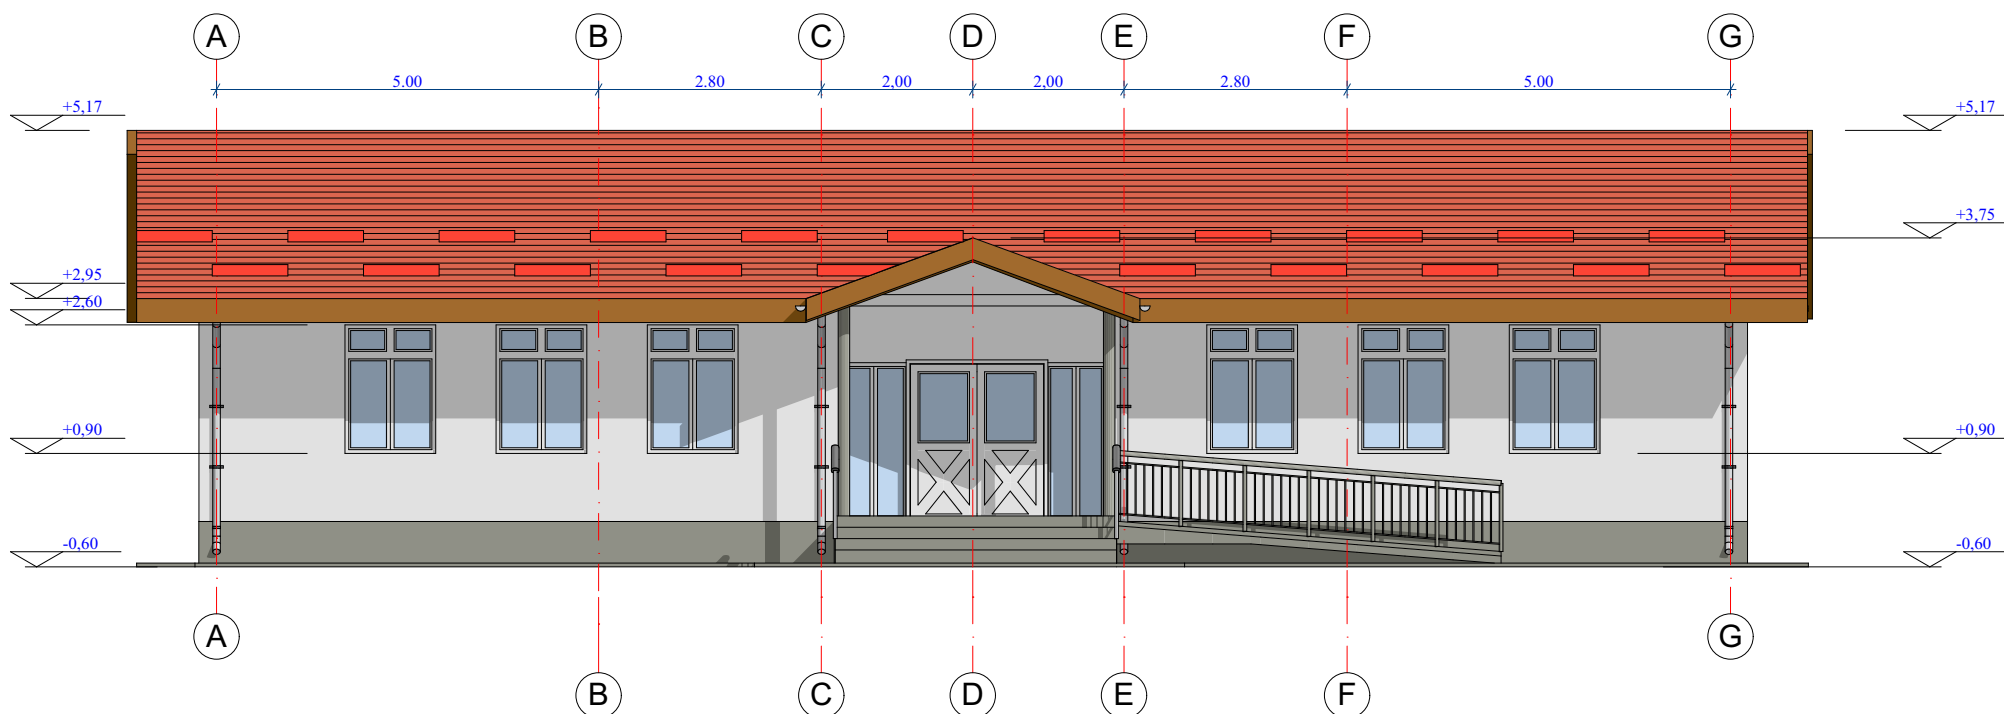 A B C D E F G
5.00 2.80 2,00 2,00 2.80 5.00
+5,17 +5,17
+3,75
+2,95
+2,60
+0,90 +0,90
-0,60 -0,60
A G
B C D E F